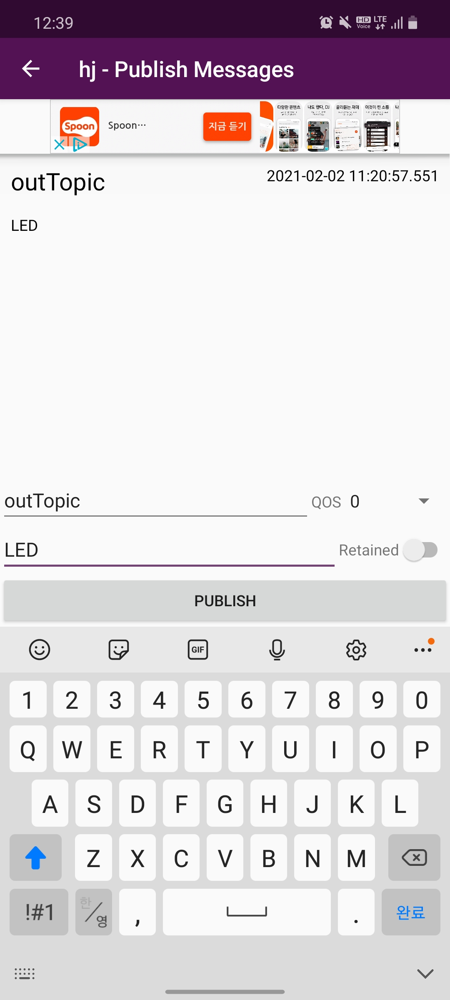 12:39
HD Voice LTE
hj - Publish Messages
Spoon
Spoon…
지금 듣기
다양한 콘텐츠
나도 한다, DJ
골라듣는 재미
이것이 찐 소통
outTopic
2021-02-02 11:20:57.551
LED
outTopic
QOS 0
LED
Retained
PUBLISH
GIF
1 2 3 4 5 6 7 8 9 0
Q W E R T Y U I O P
A S D F G H J K L
Z X C V B N M
!#1 한/영 , . 완료